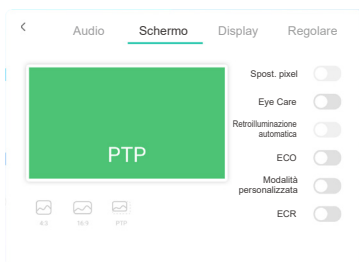 Audio Schermo Display Regolare
Spost. pixel
Eye Care
Retroilluminazione
automatica
PTP
ECO
Modalità
personalizzata
ECR
4:3 16:9 PTP